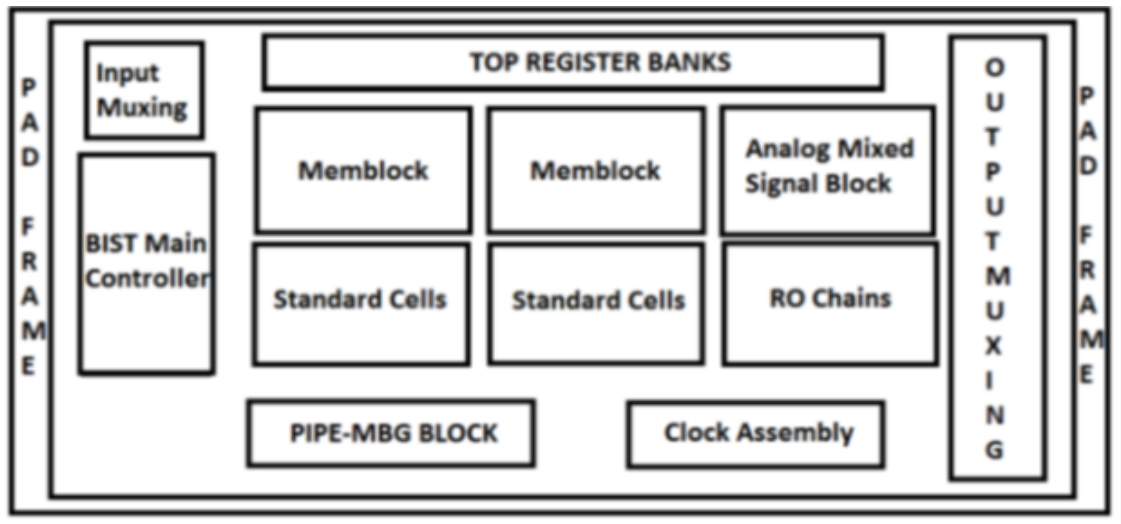 PAD FRAME
Input
Muxing
BIST Main
Controller
TOP REGISTER BANKS
Memblock
Memblock
Analog Mixed
Signal Block
Standard Cells
Standard Cells
RO Chains
PIPE-MBG BLOCK
Clock Assembly
OUTPUTMUXING
PAD FRAME